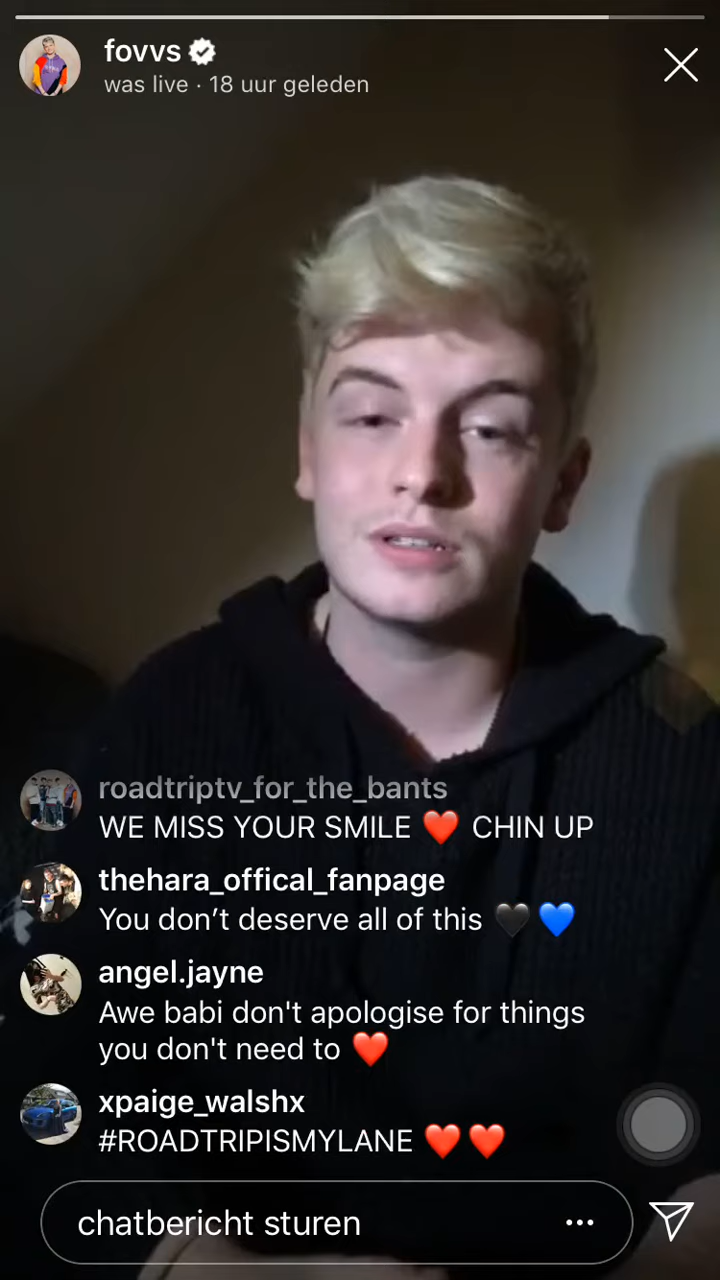 fovvs
was live · 18 uur geleden
roadtriptv_for_the_bants
WE MISS YOUR SMILE ❤️ CHIN UP
thehara_offical_fanpage
You don’t deserve all of this 🖤 💙
angel.jayne
Awe babi don't apologise for things
you don't need to ❤️
xpaige_walshx
#ROADTRIPISMYLANE ❤️ ❤️
chatbericht sturen